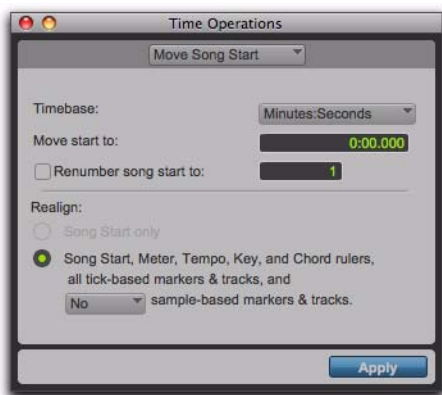 Time Operations
Move Song Start
Timebase: Minutes:Seconds
Move start to: 0:00.000
Renumber song start to: 1
Realign:
Song Start only
Song Start, Meter, Tempo, Key, and Chord rulers,
all tick-based markers & tracks, and
No sample-based markers & tracks.
Apply